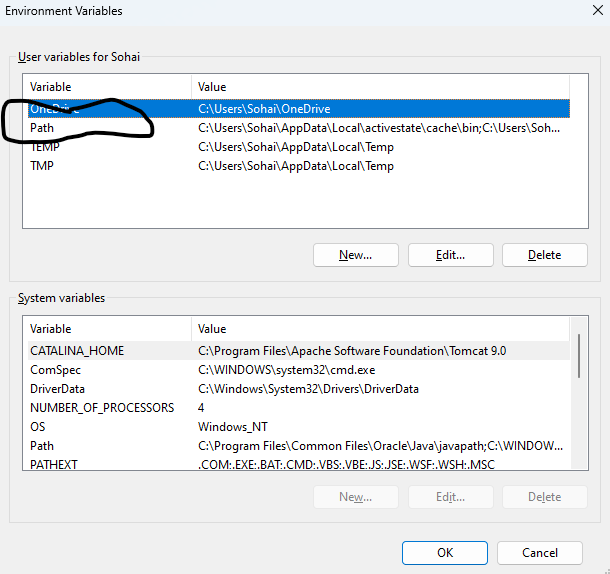 Environment Variables
User variables for Sohai
Variable Value
OneDrive C:\Users\Sohai\OneDrive
Path C:\Users\Sohai\AppData\Local\activestate\cache\bin;C:\Users\Soh...
TEMP C:\Users\Sohai\AppData\Local\Temp
TMP C:\Users\Sohai\AppData\Local\Temp
New... Edit... Delete
System variables
Variable Value
CATALINA_HOME C:\Program Files\Apache Software Foundation\Tomcat 9.0
ComSpec C:\WINDOWS\system32\cmd.exe
DriverData C:\Windows\System32\Drivers\DriverData
NUMBER_OF_PROCESSORS 4
OS Windows_NT
Path C:\Program Files\Common Files\Oracle\Java\javapath;C:\WINDOW...
PATHEXT .COM;.EXE;.BAT;.CMD;.VBS;.VBE;.JS;.JSE;.WSF;.WSH;.MSC
New... Edit... Delete
OK Cancel